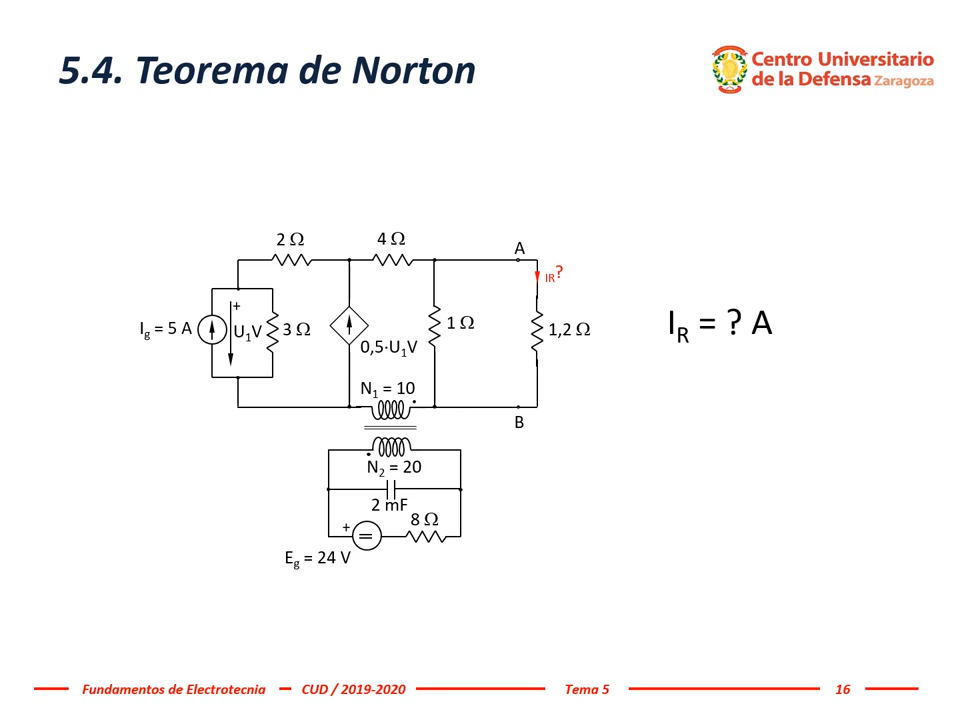 5.4. Teorema de Norton
Centro Universitario
de la Defensa Zaragoza
2 Ω
4 Ω
A
IR?
+
Ig = 5 A
U1V
3 Ω
1 Ω
1,2 Ω
IR = ? A
0,5·U1V
N1 = 10
B
N2 = 20
2 mF
8 Ω
+
=
Eg = 24 V
Fundamentos de Electrotecnia
CUD / 2019-2020
Tema 5
16